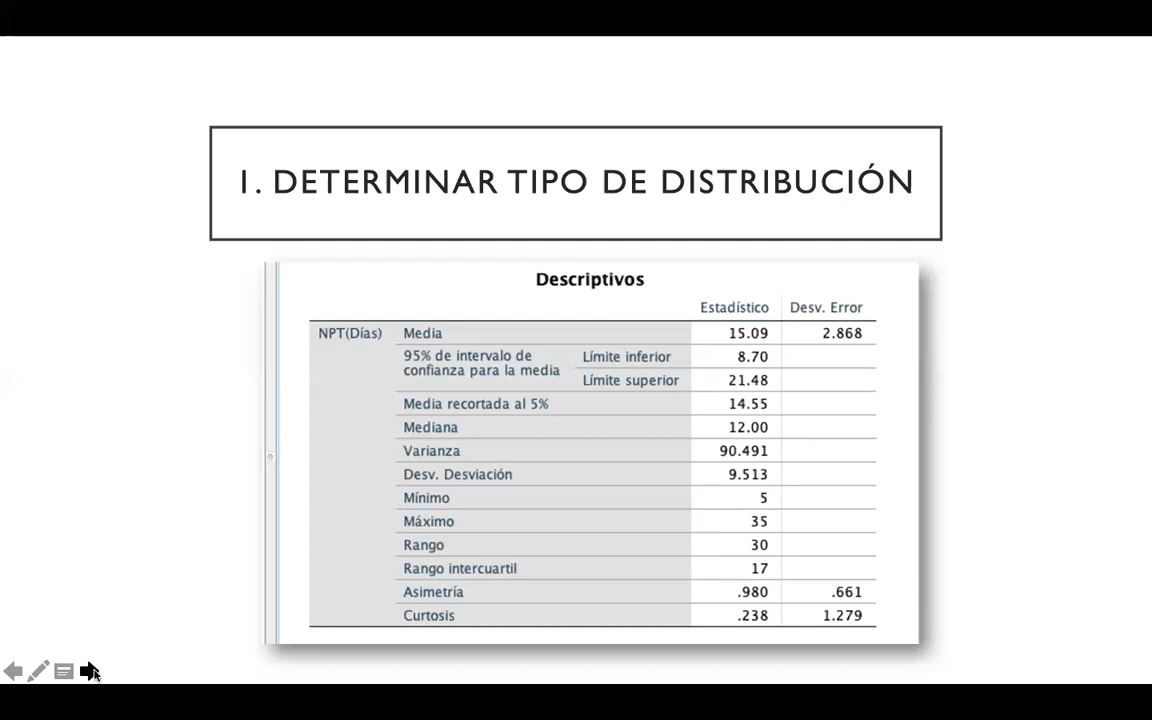 1. DETERMINAR TIPO DE DISTRIBUCIÓN
Descriptivos
Estadístico Desv. Error
NPT(Días) Media 15.09 2.868
95% de intervalo de confianza para la media Límite inferior 8.70
Límite superior 21.48
Media recortada al 5% 14.55
Mediana 12.00
Varianza 90.491
Desv. Desviación 9.513
Mínimo 5
Máximo 35
Rango 30
Rango intercuartil 17
Asimetría .980 .661
Curtosis .238 1.279